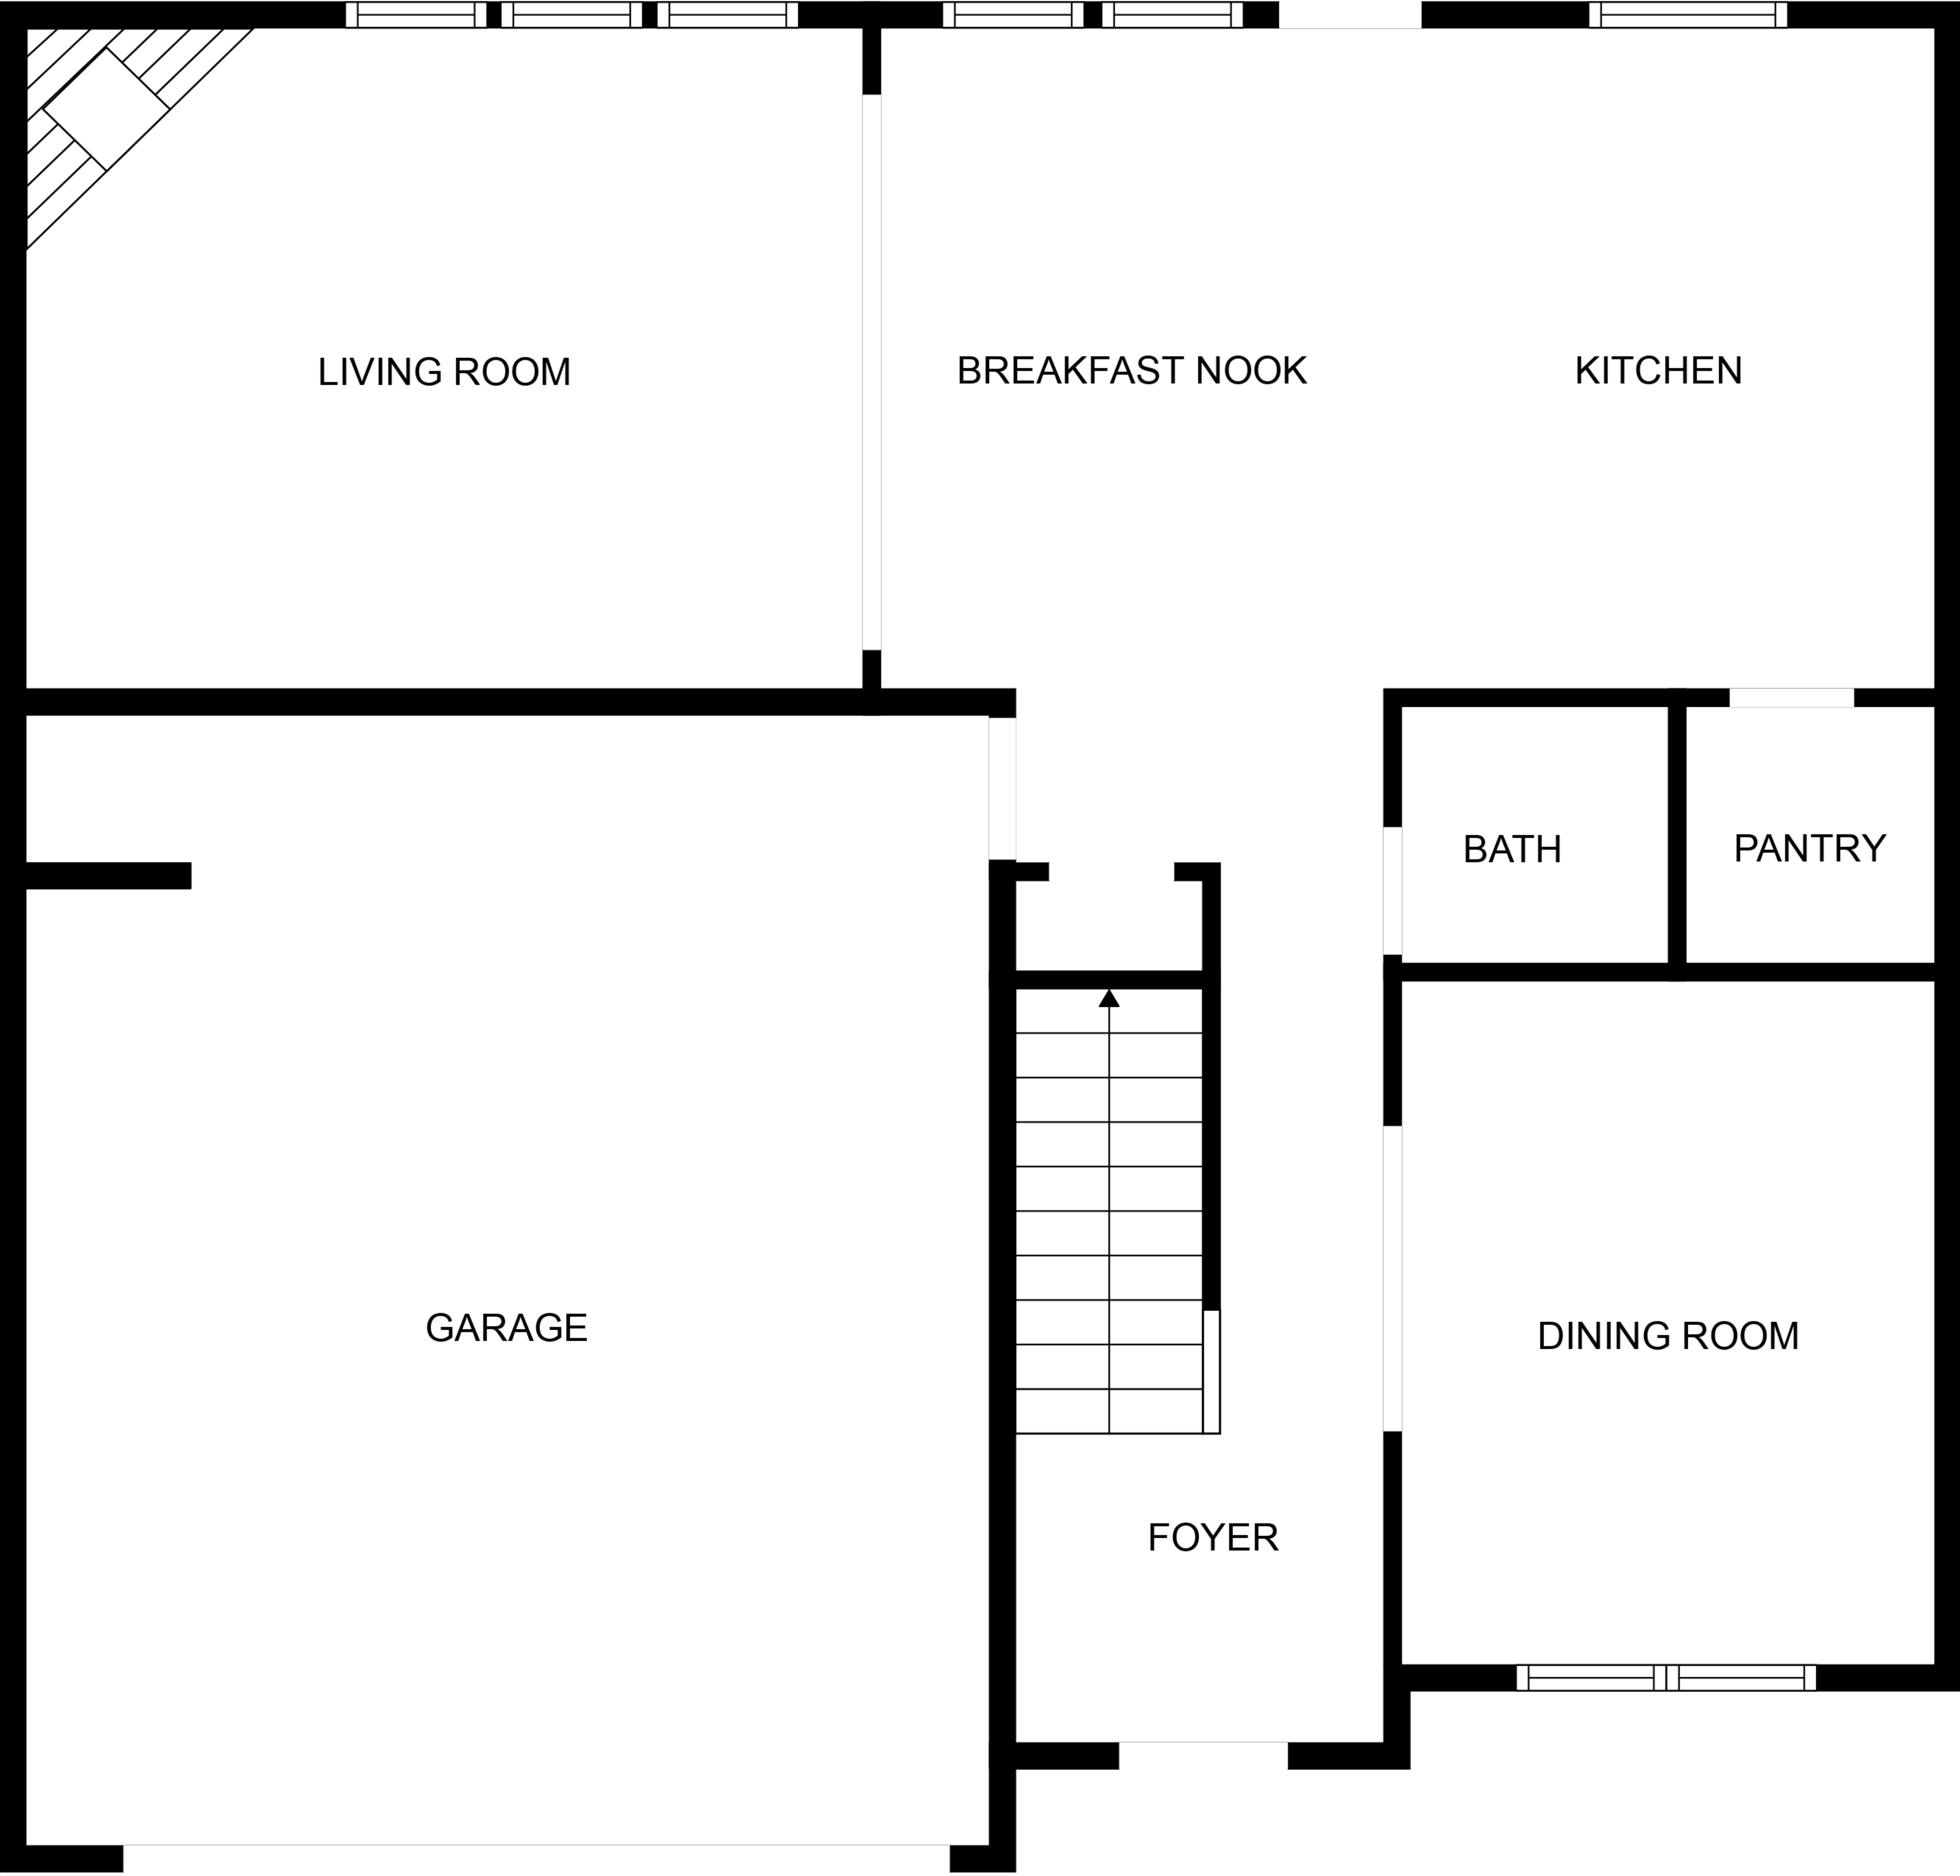 LIVING ROOM
BREAKFAST NOOK
KITCHEN
BATH
PANTRY
GARAGE
DINING ROOM
FOYER